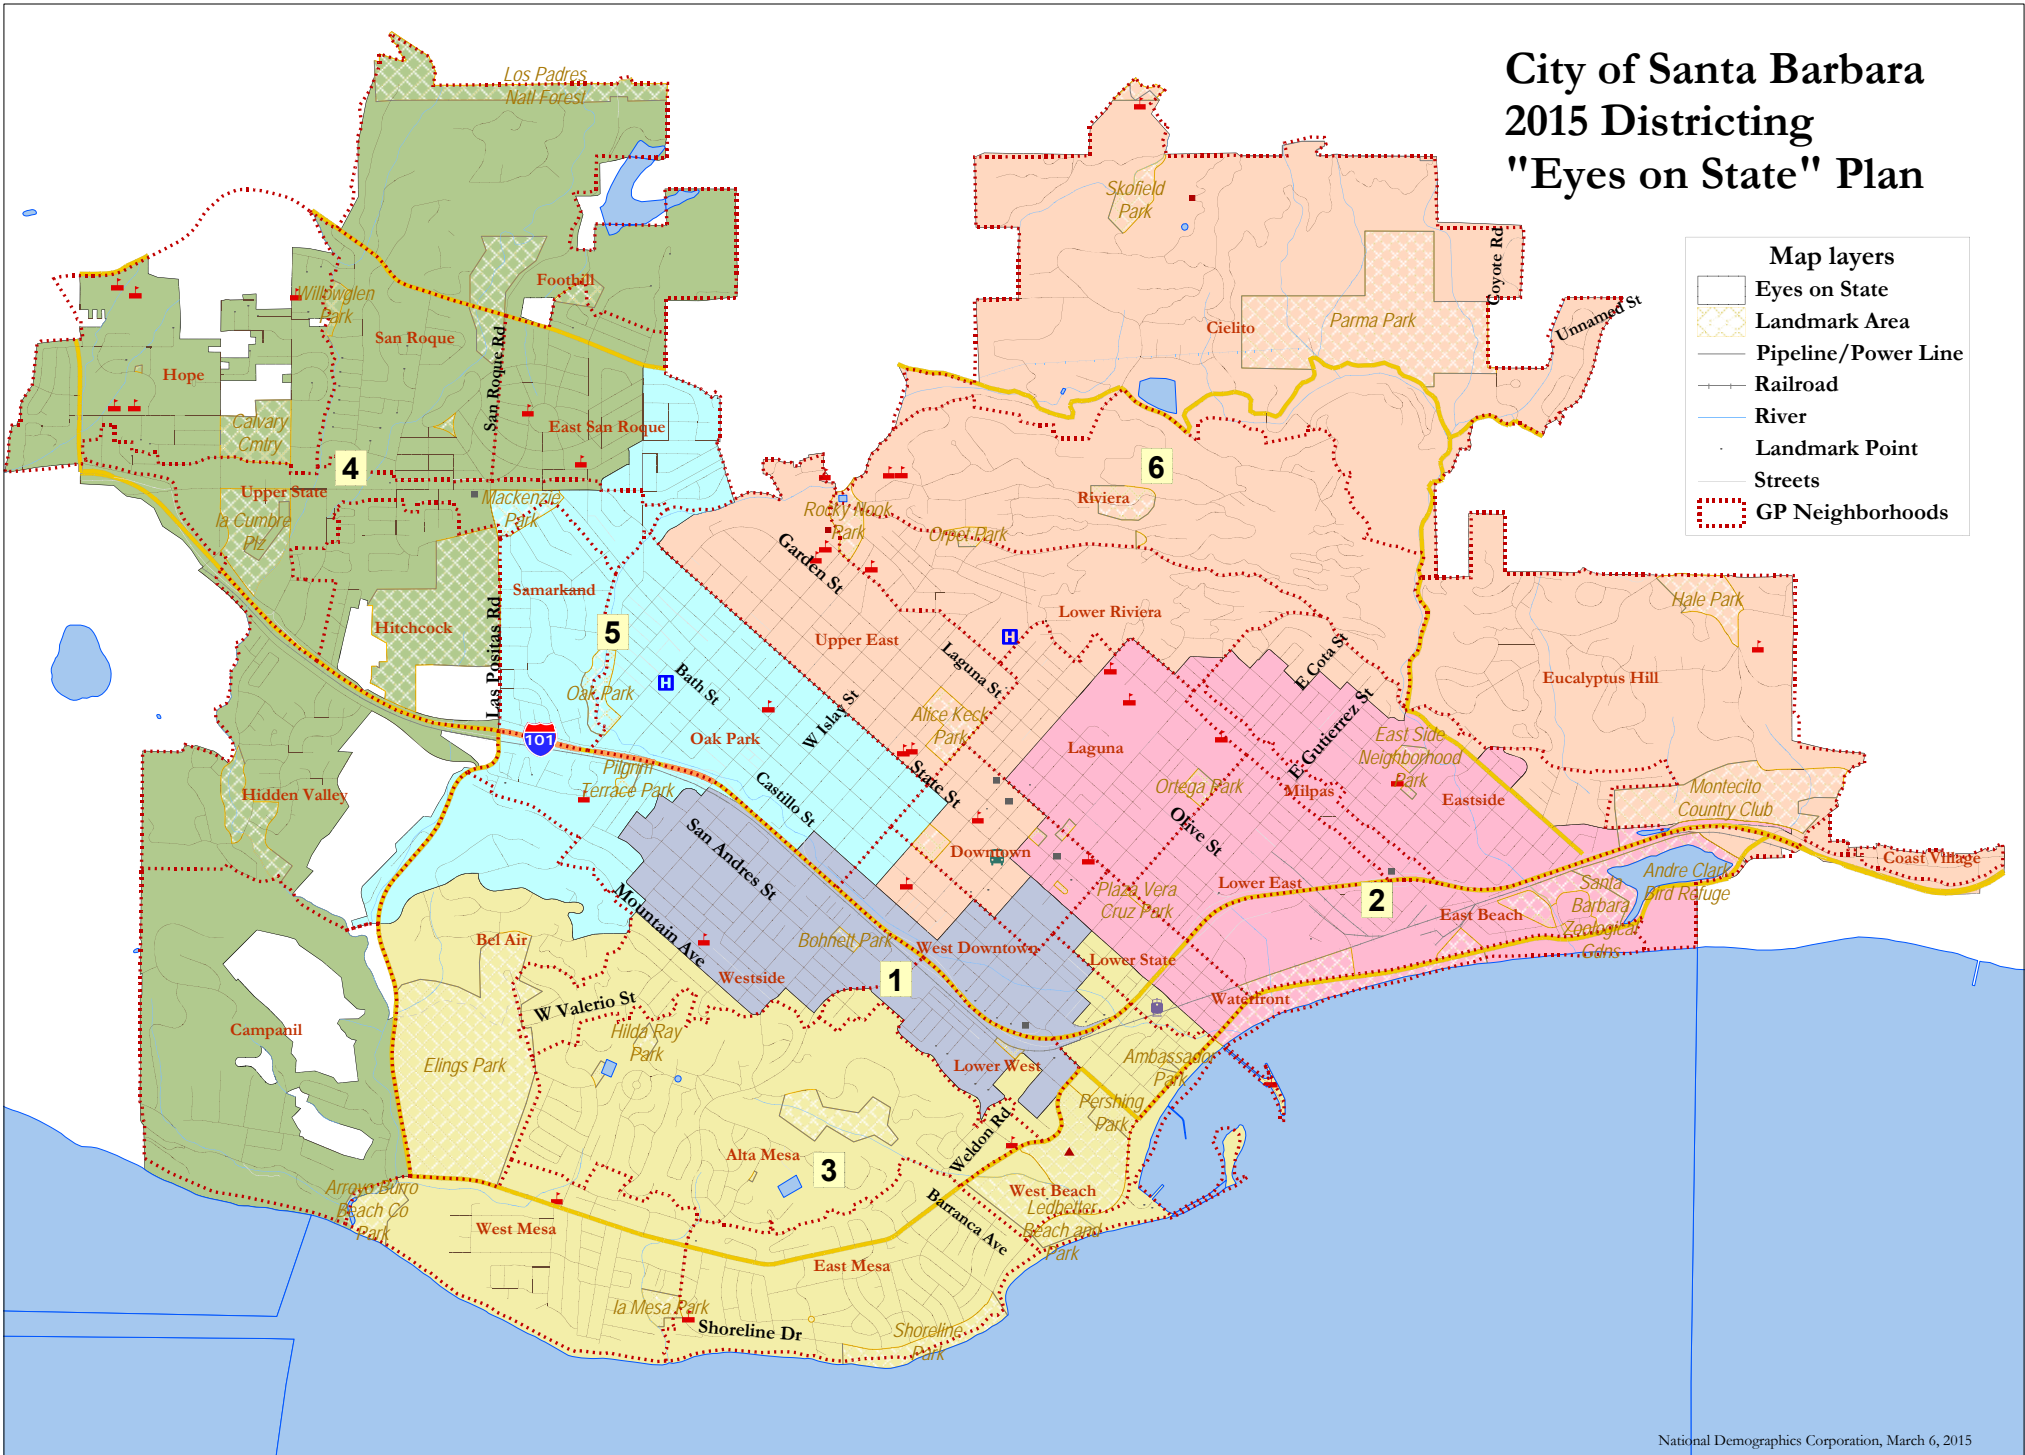 City of Santa Barbara
2015 Districting
"Eyes on State" Plan
Map layers
Eyes on State
Landmark Area
Pipeline/Power Line
Railroad
River
Landmark Point
Streets
GP Neighborhoods
Los Padres
Natl Forest
Skofield
Park
Coyote Rd
Unnamed St
Foothill
Willowglen
Park
San Roque
San Roque Rd
Cielito
Parma Park
Hope
Calvary
Cmtry
East San Roque
4
6
Upper State
Mackenzie
Park
Riviera
la Cumbre
Plz
Rocky Nook
Park
Orpet Park
Garden St
Samarkand
Hale Park
Lower Riviera
Hitchcock
5
Upper East
H
Las Positas Rd
Laguna St
E Cota St
Eucalyptus Hill
H
Bath St
Oak Park
W Islay St
Alice Keck
Park
E Gutierrez St
101
Oak Park
Laguna
East Side
Neighborhood
Park
Pilgrim
Terrace Park
State St
Castillo St
Ortega Park
Milpas
Eastside
Montecito
Country Club
Hidden Valley
San Andres St
Olive St
Downtown
Coast Village
Mountain Ave
Plaza Vera
Cruz Park
Lower East
2
Santa
Barbara
Zoological
Gdns
Andre Clark
Bird Refuge
East Beach
Bel Air
Bohnett Park
West Downtown
Westside
1
Lower State
Waterfront
W Valerio St
Campanil
Hilda Ray
Park
Elings Park
Lower West
Ambassador
Park
Pershing
Park
Weldon Rd
Alta Mesa
3
Arroyo Burro
Beach Co
Park
West Beach
Ledbetter
Beach and
Park
Barranca Ave
West Mesa
East Mesa
la Mesa Park
Shoreline Dr
Shoreline
Park
National Demographics Corporation, March 6, 2015